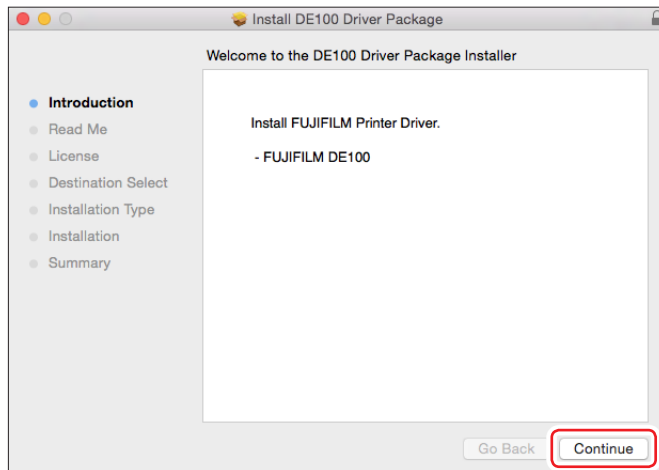 Install DE100 Driver Package
Welcome to the DE100 Driver Package Installer
Introduction
Read Me
License
Destination Select
Installation Type
Installation
Summary
Install FUJIFILM Printer Driver.
- FUJIFILM DE100
Go Back
Continue